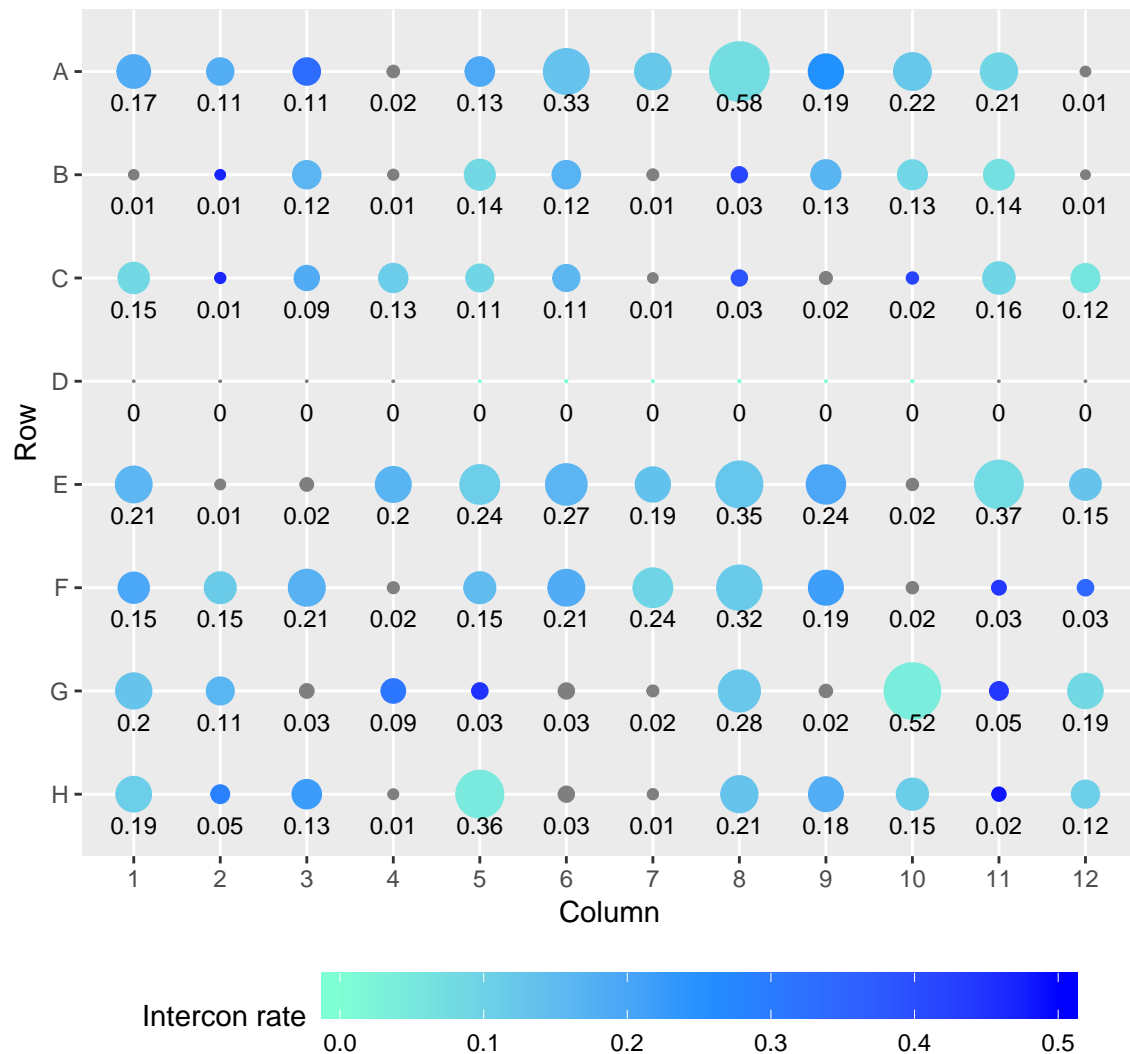 A
0.17 0.11 0.11 0.02 0.13 0.33 0.2 0.58 0.19 0.22 0.21 0.01
B
0.01 0.01 0.12 0.01 0.14 0.12 0.01 0.03 0.13 0.13 0.14 0.01
C
0.15 0.01 0.09 0.13 0.11 0.11 0.01 0.03 0.02 0.02 0.16 0.12
D
0 0 0 0 0 0 0 0 0 0 0 0
Row
E
0.21 0.01 0.02 0.2 0.24 0.27 0.19 0.35 0.24 0.02 0.37 0.15
F
0.15 0.15 0.21 0.02 0.15 0.21 0.24 0.32 0.19 0.02 0.03 0.03
G
0.2 0.11 0.03 0.09 0.03 0.03 0.02 0.28 0.02 0.52 0.05 0.19
H
0.19 0.05 0.13 0.01 0.36 0.03 0.01 0.21 0.18 0.15 0.02 0.12
1 2 3 4 5 6 7 8 9 10 11 12
Column
Intercon rate
0.0 0.1 0.2 0.3 0.4 0.5